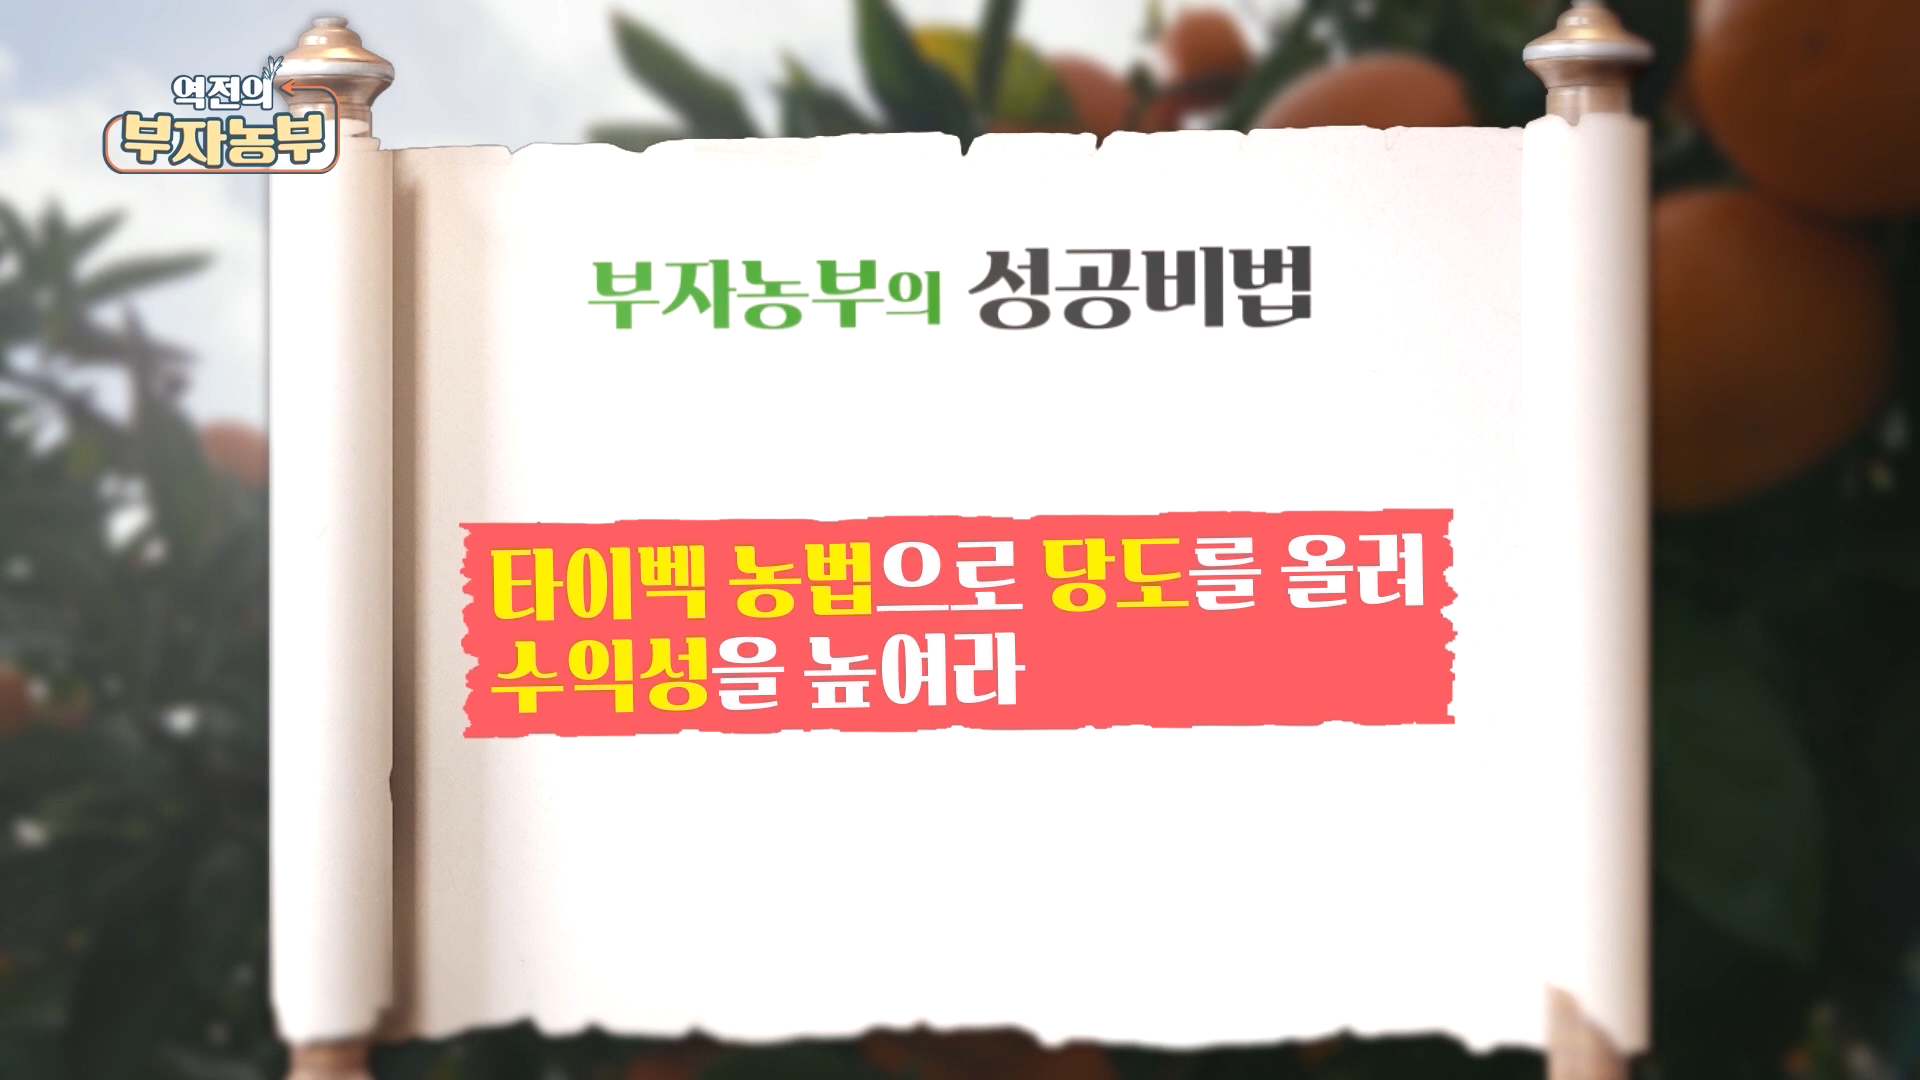 역전의
부자농부
부자농부의 성공비법
타이벡 농법으로 당도를 올려
수익성을 높여라